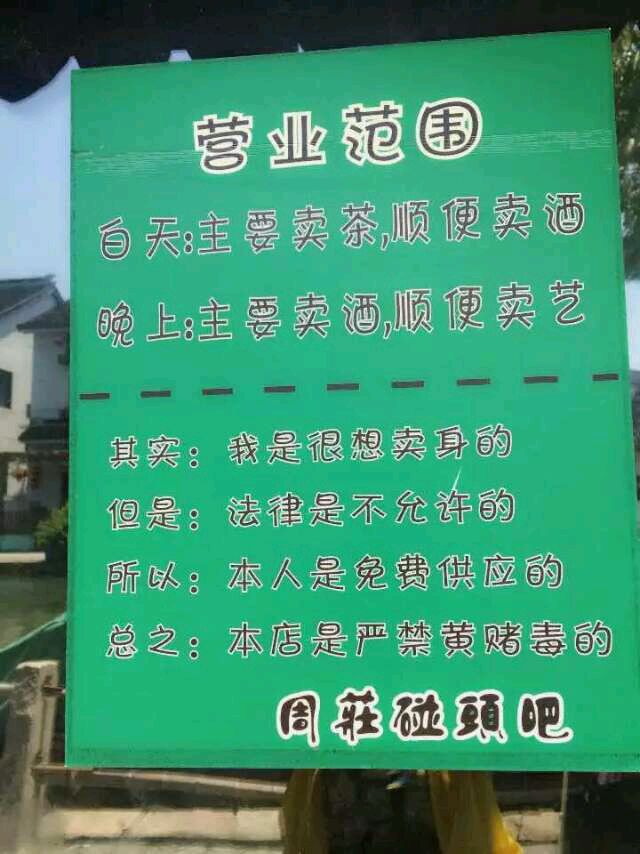 营业范围
白天:主要卖茶,顺便卖酒
晚上:主要卖酒,顺便卖艺
其实：我是很想卖身的
但是：法律是不允许的
所以：本人是免费供应的
总之：本店是严禁黄赌毒的
周莊碰頭吧